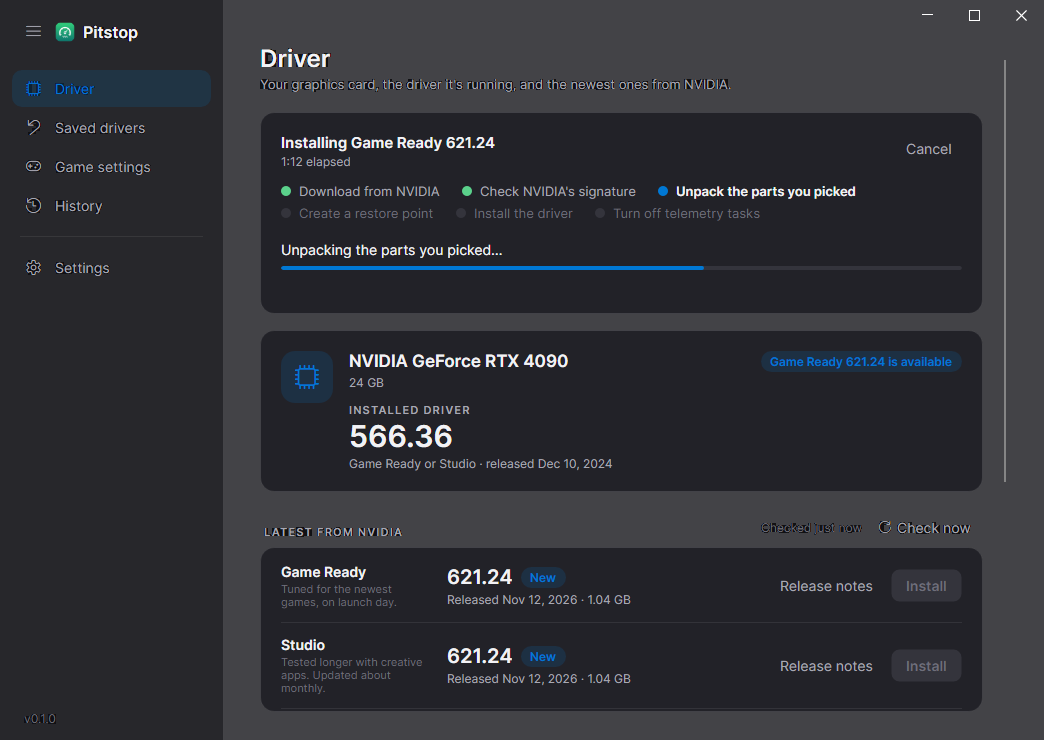 Pitstop
Driver
Saved drivers
Game settings
History
Settings
v0.1.0
Driver
Your graphics card, the driver it's running, and the newest ones from NVIDIA.
Installing Game Ready 621.24
1:12 elapsed
Cancel
Download from NVIDIA
Check NVIDIA's signature
Unpack the parts you picked
Create a restore point
Install the driver
Turn off telemetry tasks
Unpacking the parts you picked...
NVIDIA GeForce RTX 4090
24 GB
Game Ready 621.24 is available
INSTALLED DRIVER
566.36
Game Ready or Studio · released Dec 10, 2024
LATEST FROM NVIDIA
Checked just now
Check now
Game Ready
Tuned for the newest
games, on launch day.
621.24 New
Released Nov 12, 2026 · 1.04 GB
Release notes
Install
Studio
Tested longer with creative
apps. Updated about
monthly.
621.24 New
Released Nov 12, 2026 · 1.04 GB
Release notes
Install